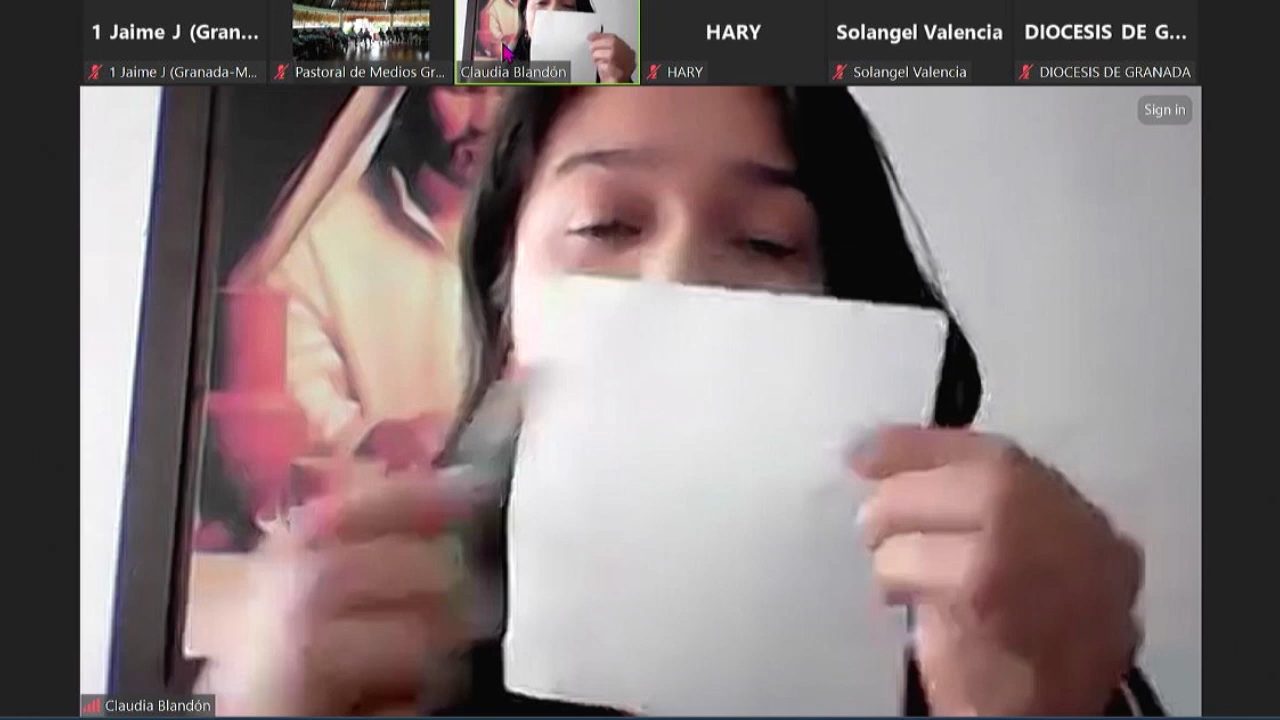 1 Jaime J (Gran...
HARY
Solangel Valencia
DIOCESIS DE G...
1 Jaime J (Granada-M...
Pastoral de Medios Gr...
Claudia Blandón
HARY
Solangel Valencia
DIOCESIS DE GRANADA
Sign in
Claudia Blandón